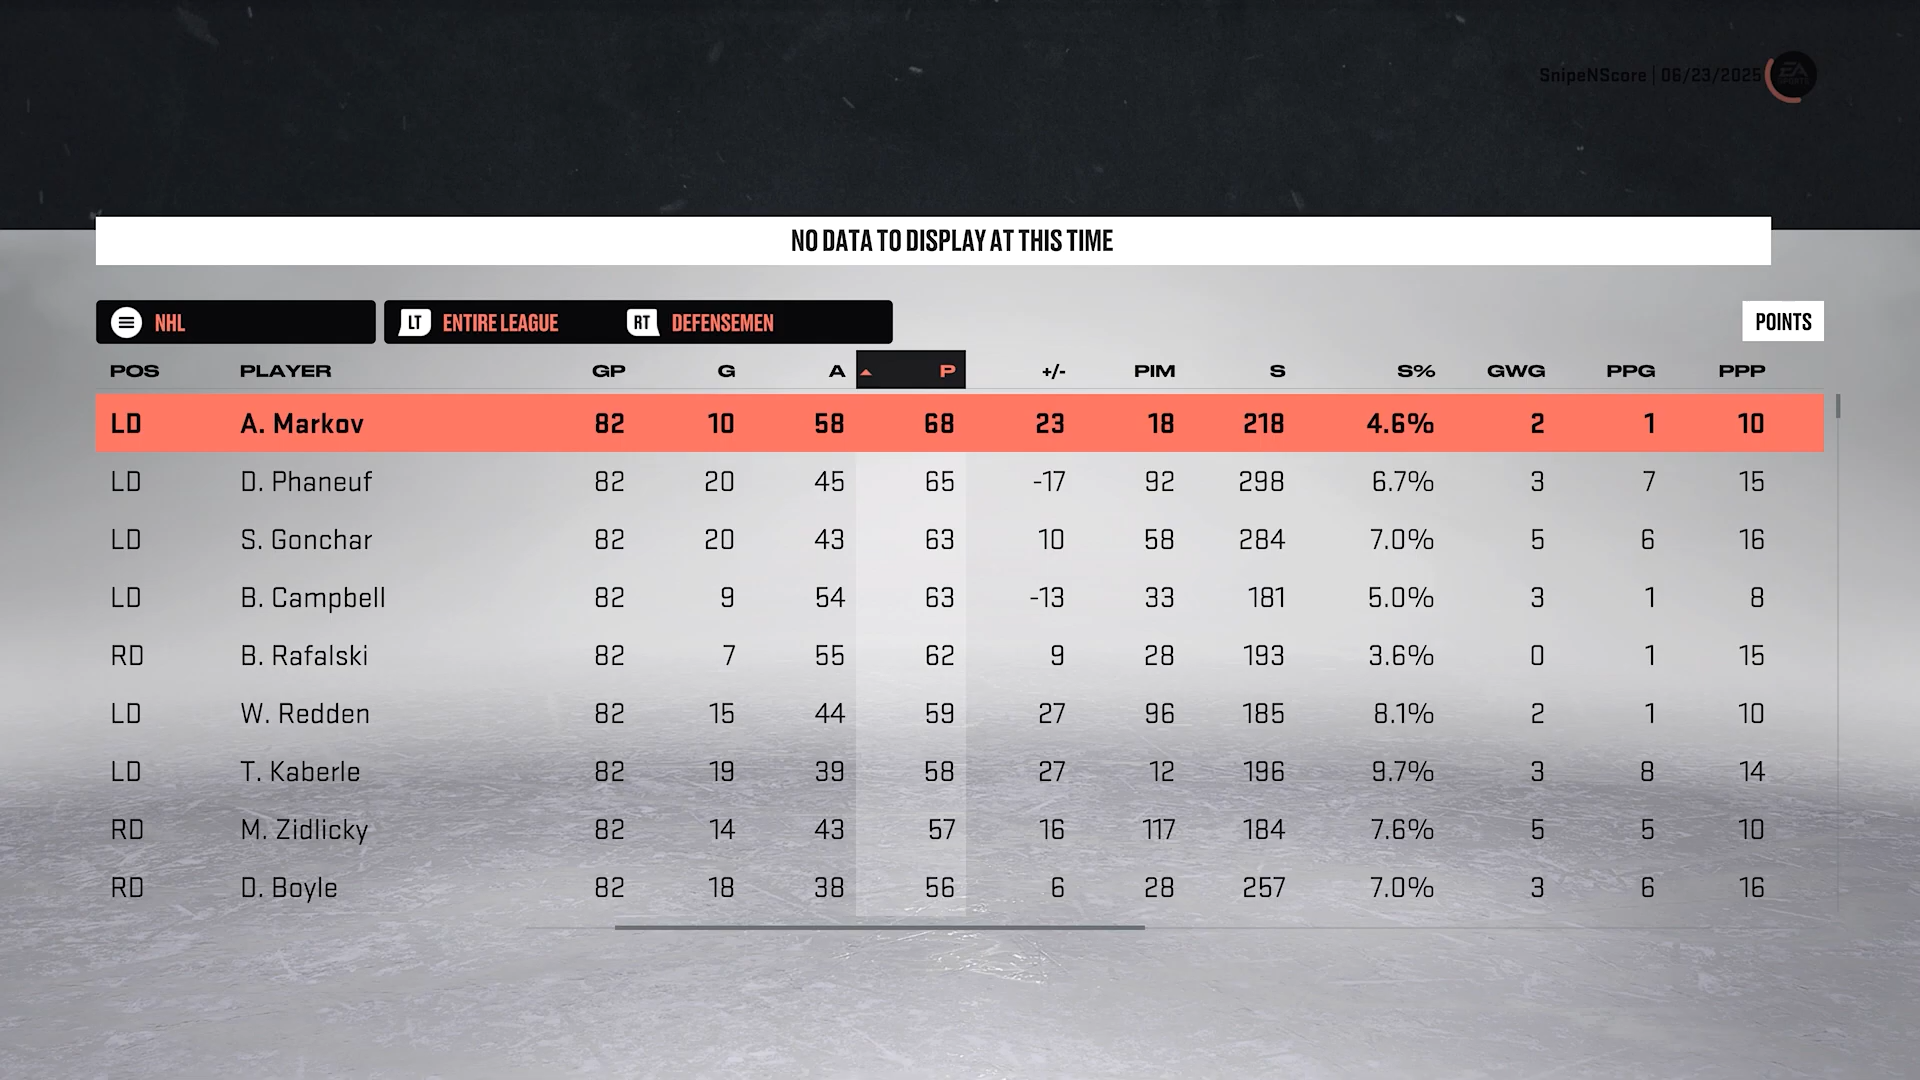 SnipeNScore | 06/23/2025
EA
NO DATA TO DISPLAY AT THIS TIME
NHL LT ENTIRE LEAGUE RT DEFENSEMEN POINTS
POS PLAYER GP G A P +/- PIM S S% GWG PPG PPP
LD A. Markov 82 10 58 68 23 18 218 4.6% 2 1 10
LD D. Phaneuf 82 20 45 65 -17 92 298 6.7% 3 7 15
LD S. Gonchar 82 20 43 63 10 58 284 7.0% 5 6 16
LD B. Campbell 82 9 54 63 -13 33 181 5.0% 3 1 8
RD B. Rafalski 82 7 55 62 9 28 193 3.6% 0 1 15
LD W. Redden 82 15 44 59 27 96 185 8.1% 2 1 10
LD T. Kaberle 82 19 39 58 27 12 196 9.7% 3 8 14
RD M. Zidlicky 82 14 43 57 16 117 184 7.6% 5 5 10
RD D. Boyle 82 18 38 56 6 28 257 7.0% 3 6 16